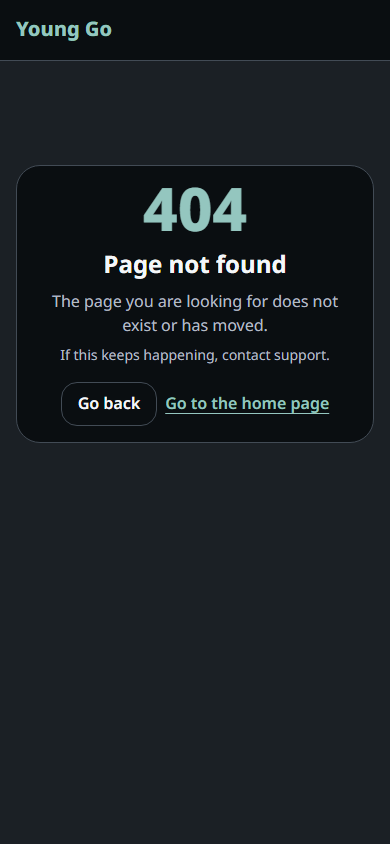 Young Go
404
Page not found
The page you are looking for does not
exist or has moved.
If this keeps happening, contact support.
Go back
Go to the home page